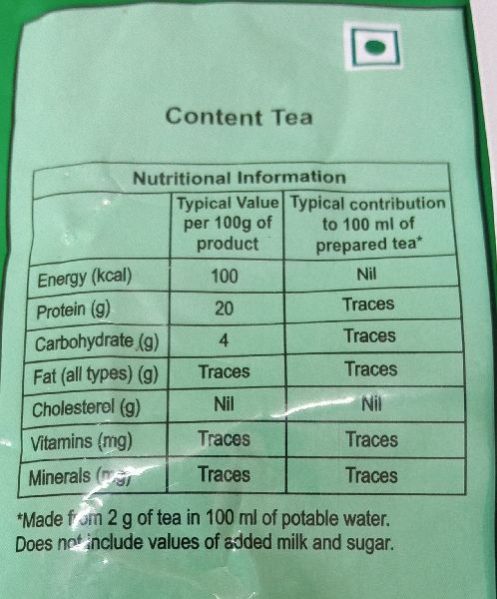 Content Tea
Nutritional Information
Typical Value per 100g of product Typical contribution to 100 ml of prepared tea*
Energy (kcal) 100 Nil
Protein (g) 20 Traces
Carbohydrate (g) 4 Traces
Fat (all types) (g) Traces Traces
Cholesterol (g) Nil Nil
Vitamins (mg) Traces Traces
Minerals (mg) Traces Traces
*Made from 2 g of tea in 100 ml of potable water.
Does not include values of added milk and sugar.